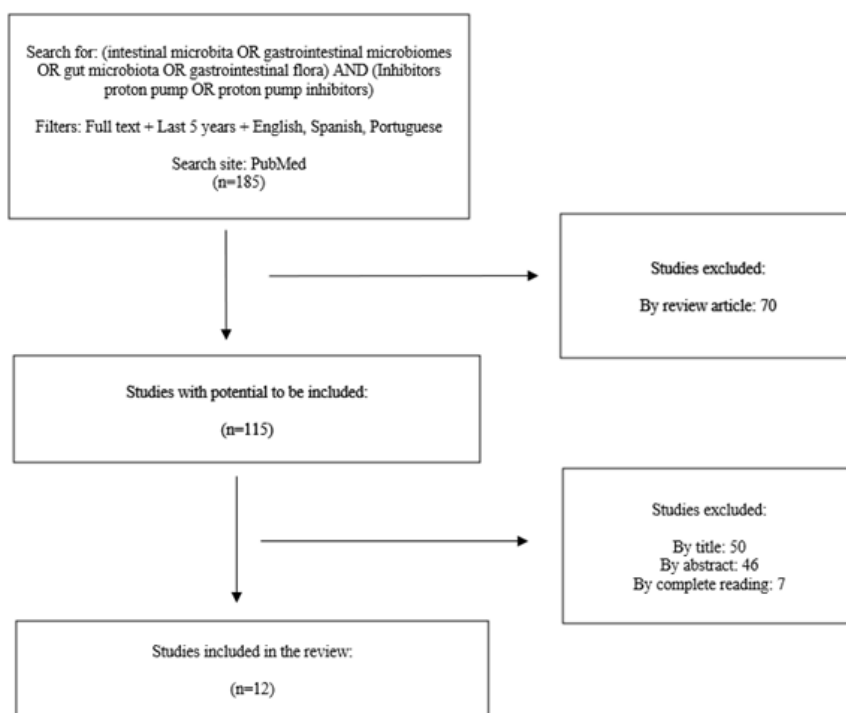 Search for: (intestinal microbita OR gastrointestinal microbiomes
OR gut microbiota OR gastrointestinal flora) AND (Inhibitors
proton pump OR proton pump inhibitors)
Filters: Full text + Last 5 years + English, Spanish, Portuguese
Search site: PubMed
(n=185)
Studies excluded:
By review article: 70
Studies with potential to be included:
(n=115)
Studies excluded:
By title: 50
By abstract: 46
By complete reading: 7
Studies included in the review:
(n=12)